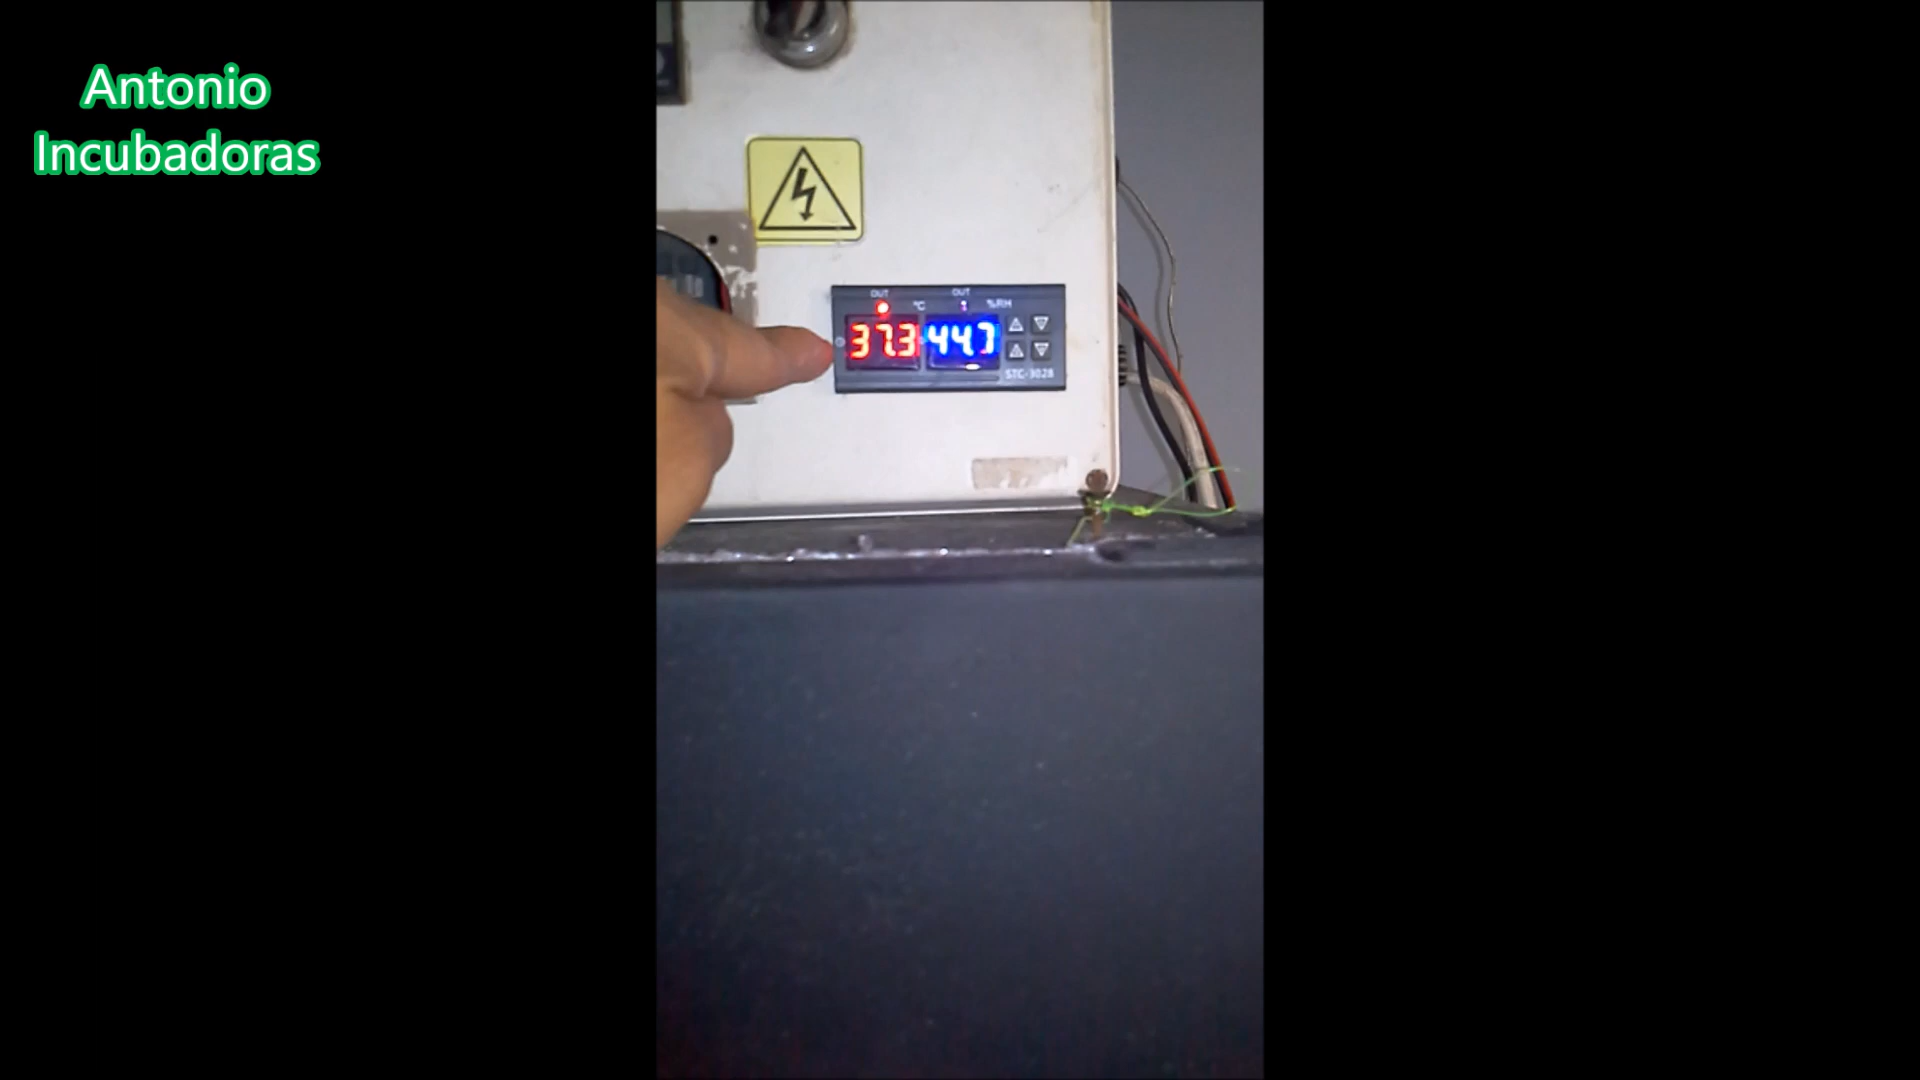 Antonio
Incubadoras
OUT OUT
°C %RH
37.3 44.7
STC-3028